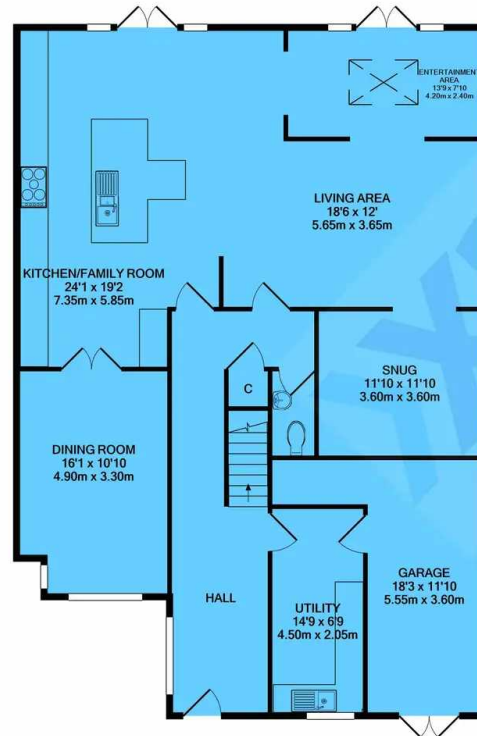 ENTERTAINMENT
AREA
13'9 x 7'10
4.20m x 2.40m
LIVING AREA
18'6 x 12'
5.65m x 3.65m
KITCHEN/FAMILY ROOM
24'1 x 19'2
7.35m x 5.85m
SNUG
11'10 x 11'10
3.60m x 3.60m
C
DINING ROOM
16'1 x 10'10
4.90m x 3.30m
HALL
UTILITY
14'9 x 6'9
4.50m x 2.05m
GARAGE
18'3 x 11'10
5.55m x 3.60m